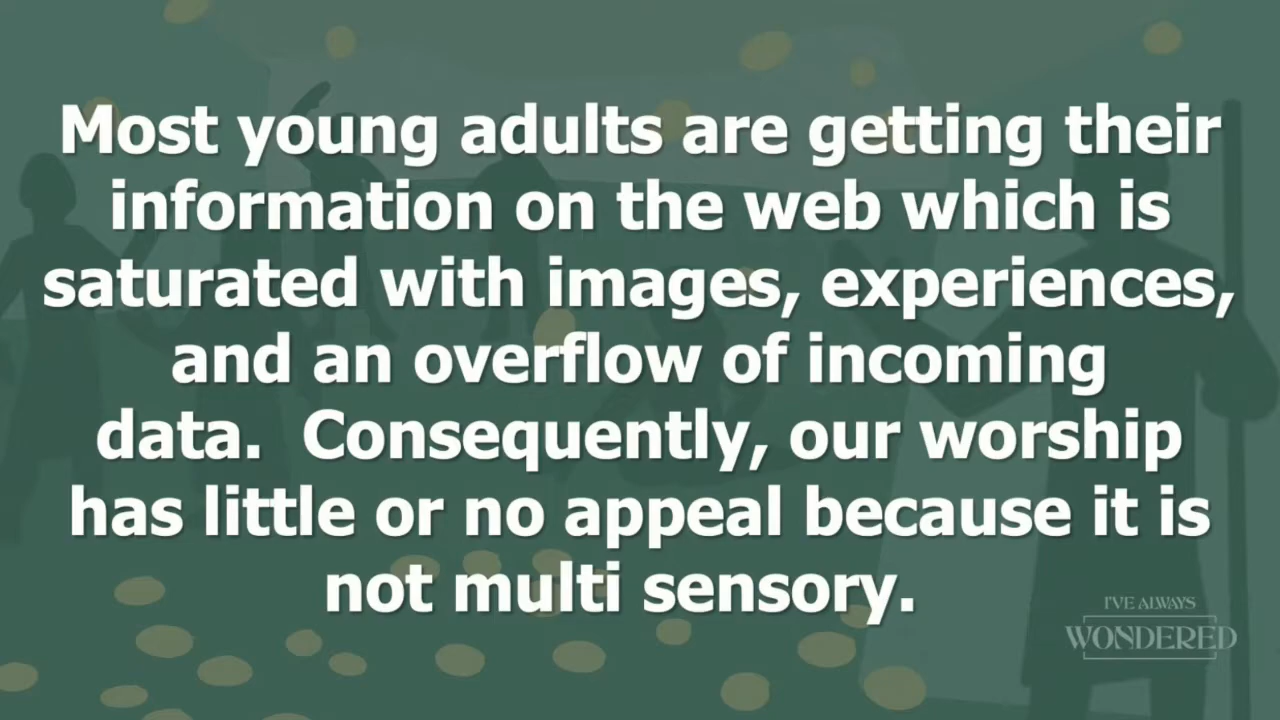 Most young adults are getting their
information on the web which is
saturated with images, experiences,
and an overflow of incoming
data.  Consequently, our worship
has little or no appeal because it is
not multi sensory.
I'VE ALWAYS
WONDERED